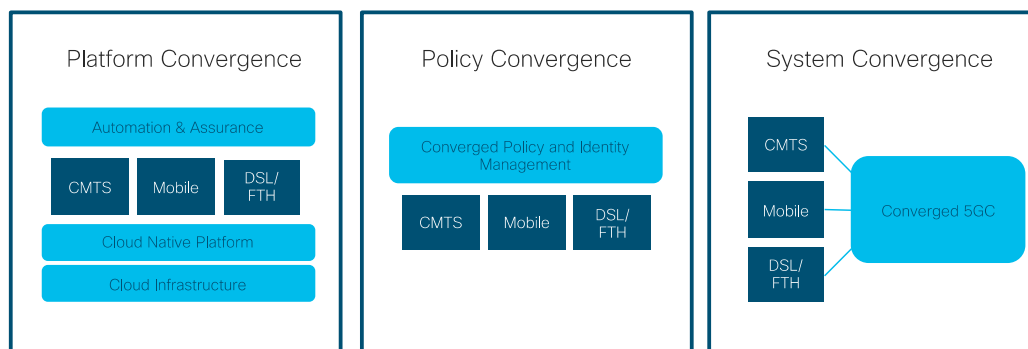 Platform Convergence
Automation & Assurance
CMTS
Mobile
DSL/
FTH
Cloud Native Platform
Cloud Infrastructure
Policy Convergence
Converged Policy and Identity
Management
CMTS
Mobile
DSL/
FTH
System Convergence
CMTS
Mobile
DSL/
FTH
Converged 5GC